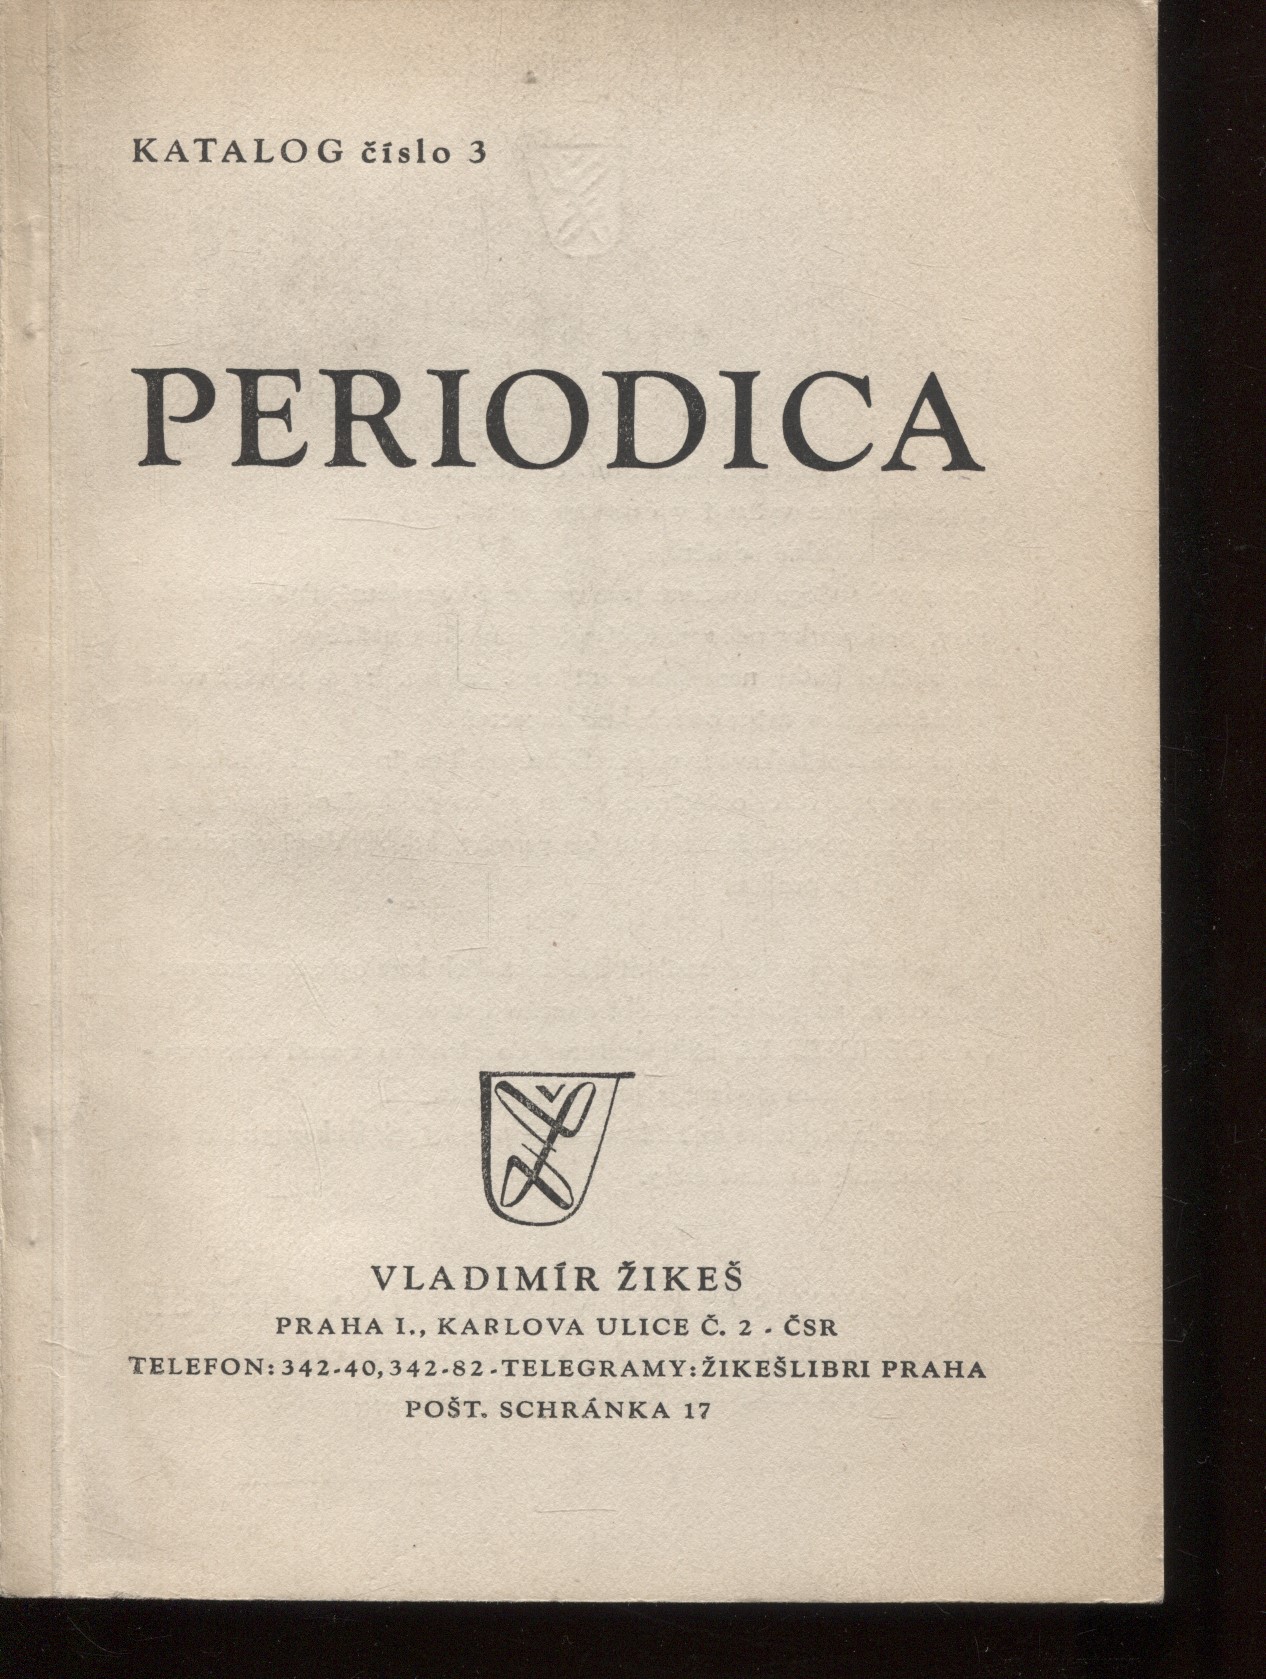 KATALOG číslo 3
PERIODICA
VLADIMÍR ŽIKEŠ
PRAHA I., KARLOVA ULICE Č. 2 - ČSR
TELEFON: 342-40, 342-82 - TELEGRAMY: ŽIKEŠLIBRI PRAHA
POŠT. SCHRÁNKA 17